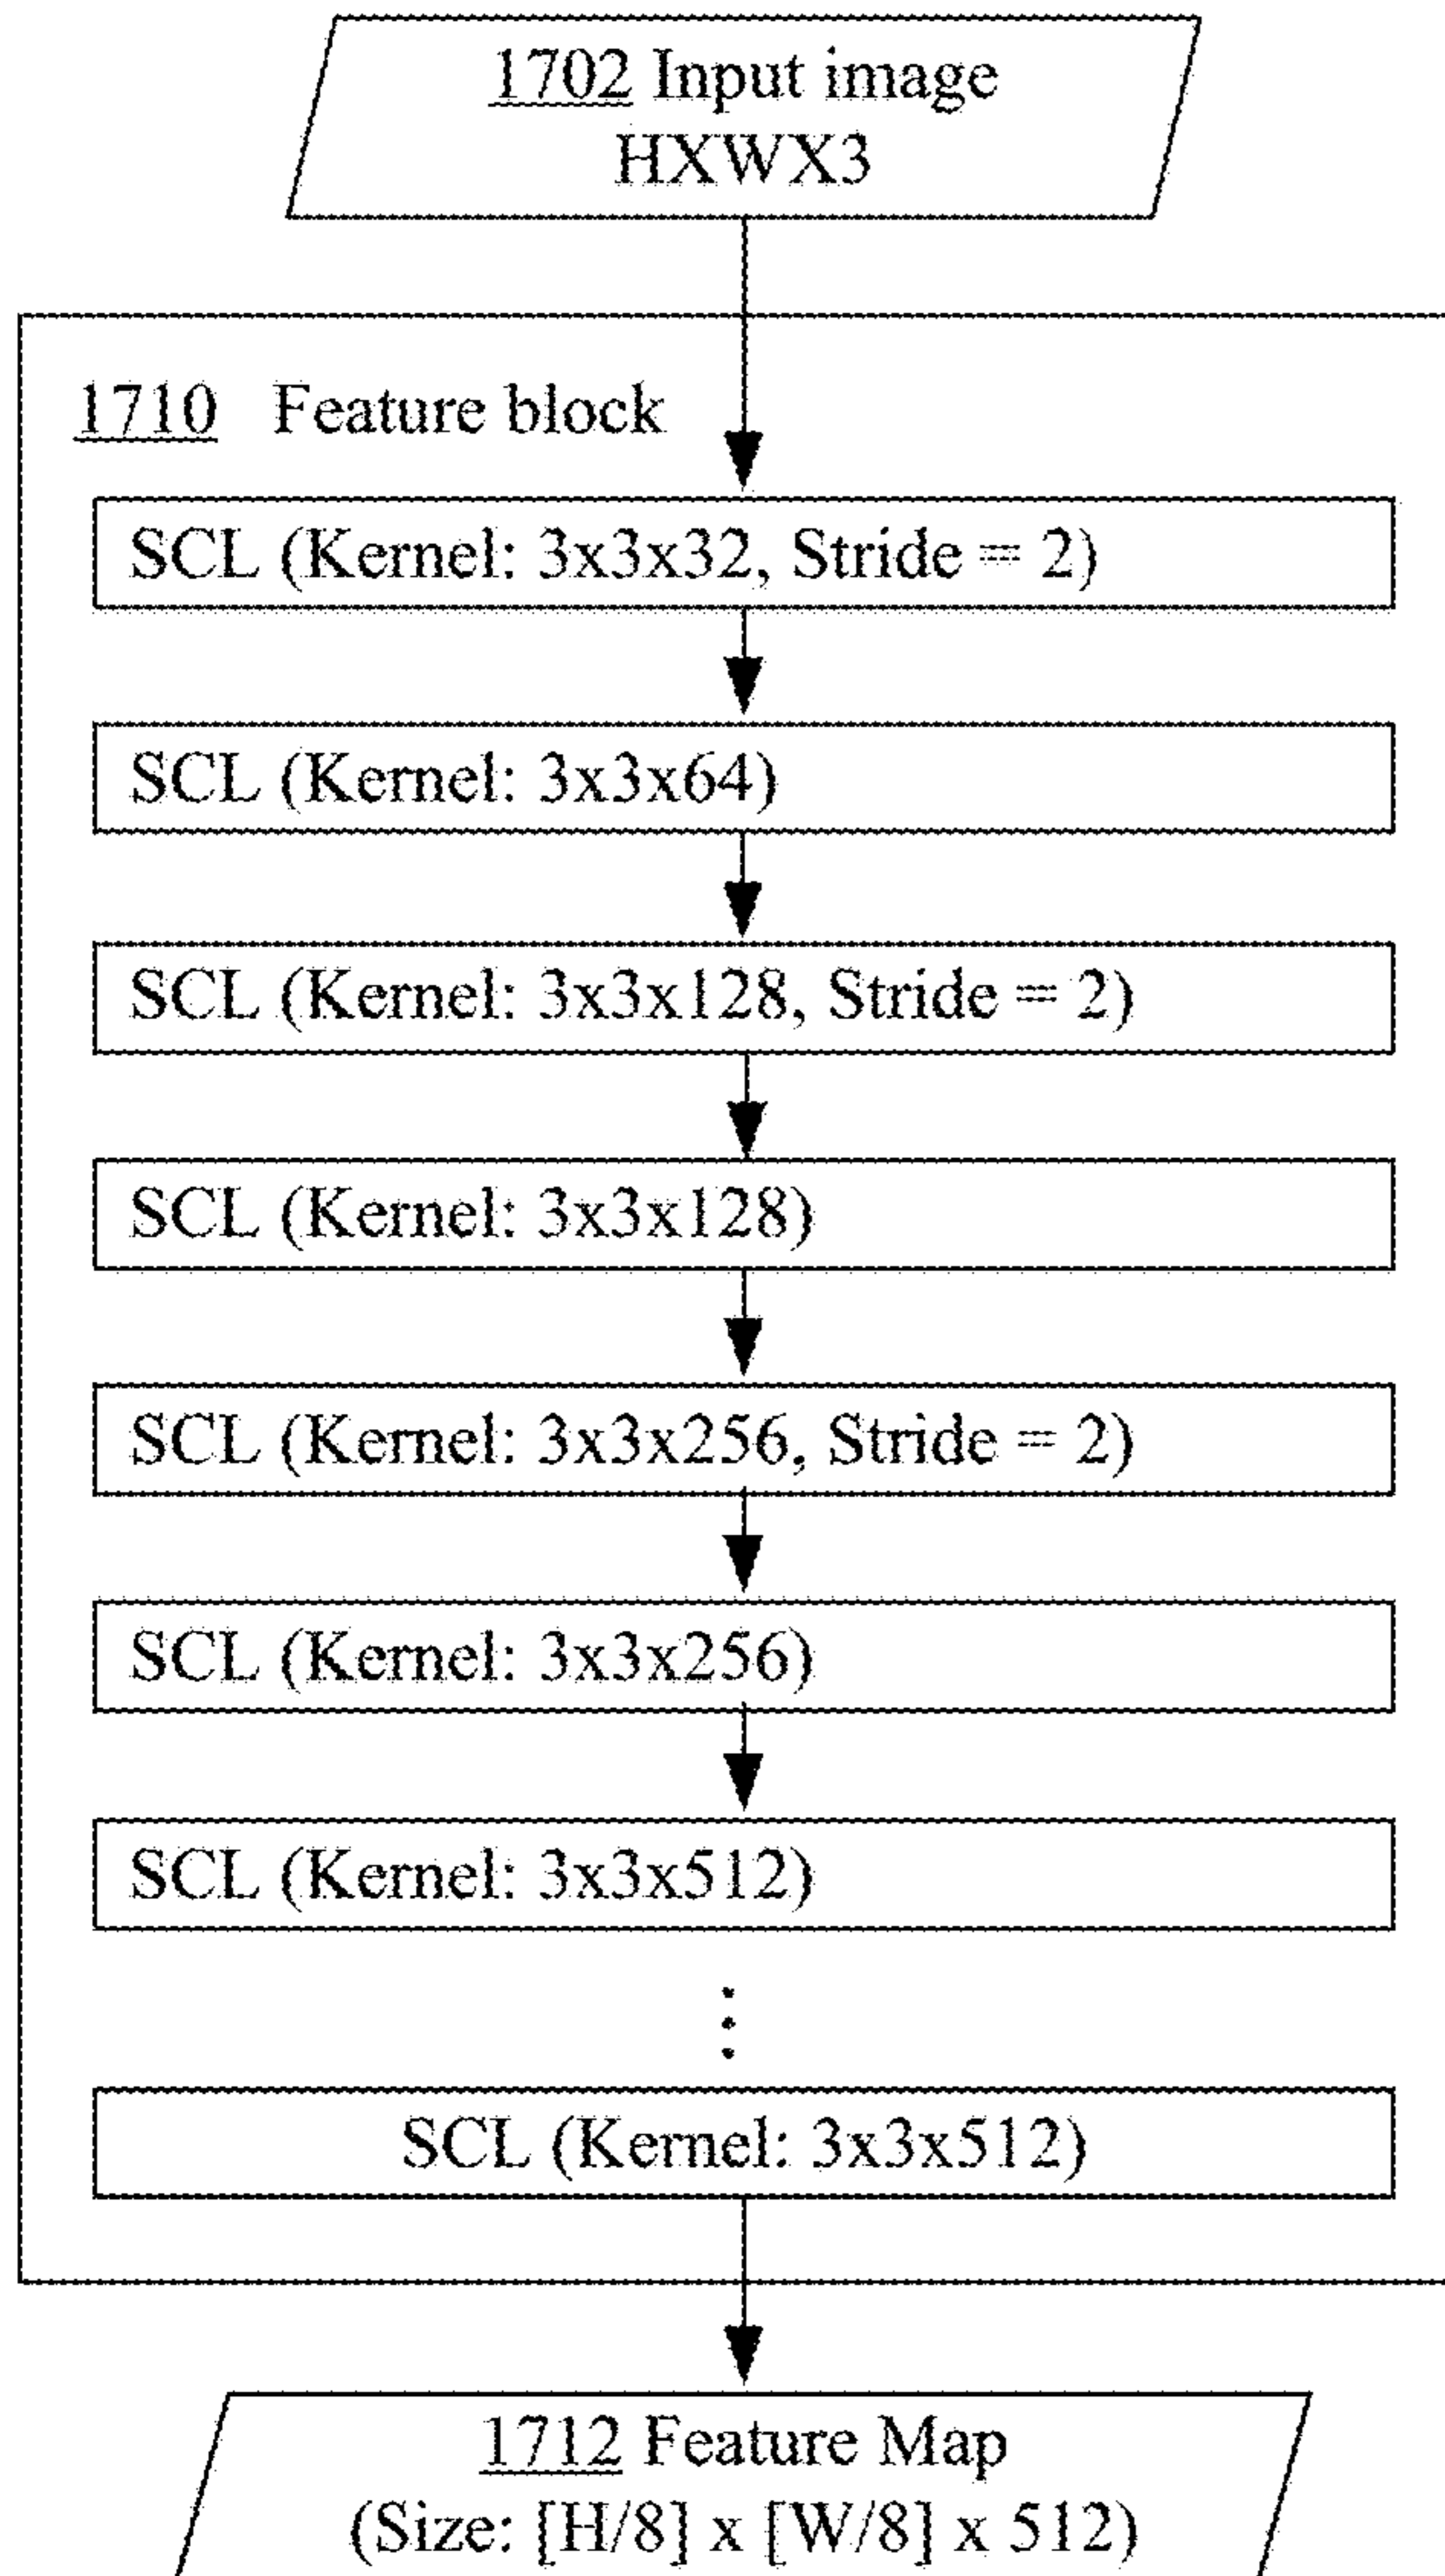 1702 Input image
HXWX3
1710 Feature block
SCL (Kernel: 3x3x32, Stride = 2)
SCL (Kernel: 3x3x64)
SCL (Kernel: 3x3x128, Stride = 2)
SCL (Kernel: 3x3x128)
SCL (Kernel: 3x3x256, Stride = 2)
SCL (Kernel: 3x3x256)
SCL (Kernel: 3x3x512)
SCL (Kernel: 3x3x512)
1712 Feature Map
(Size: [H/8] x [W/8] x 512)